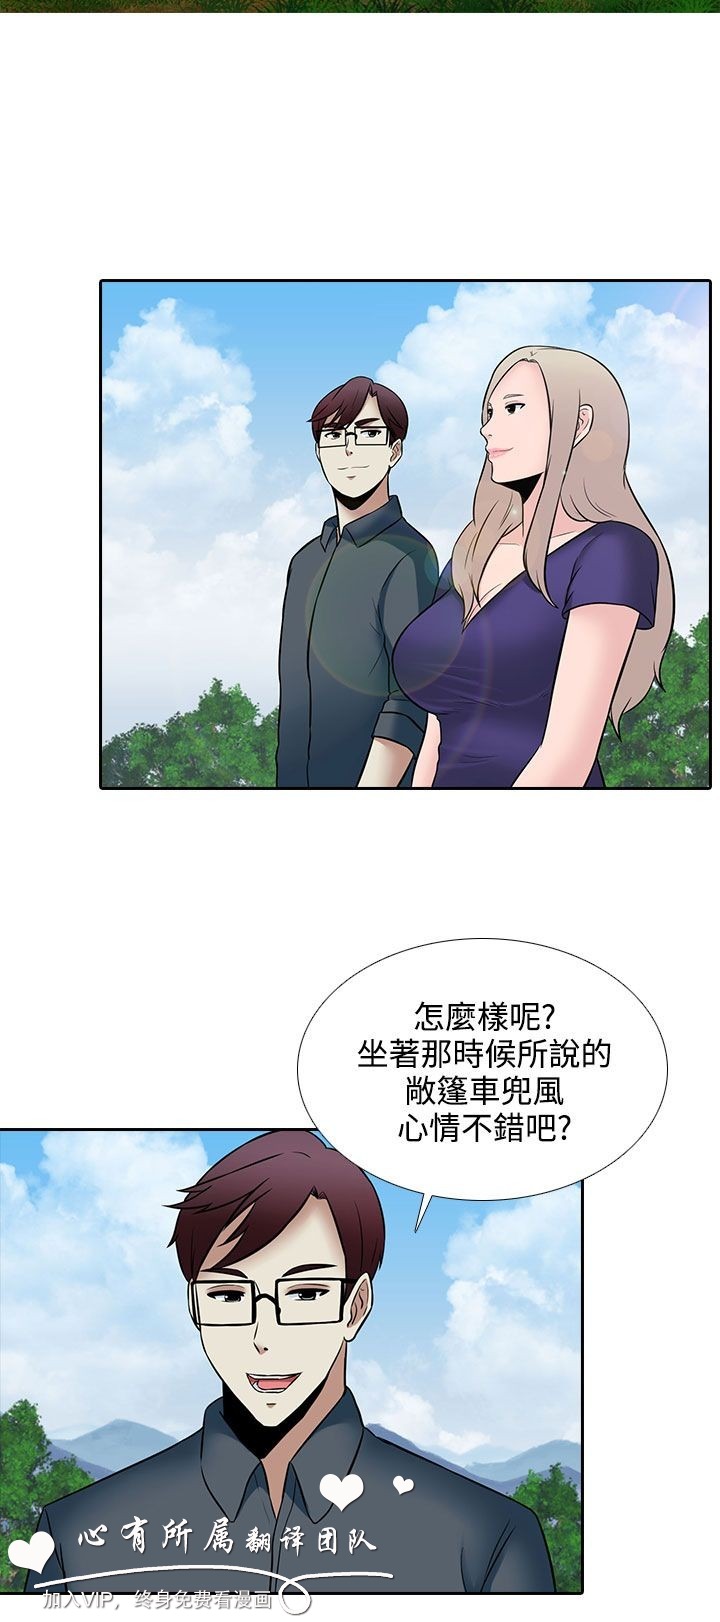 怎麼樣呢?
坐著那時候所說的
敞篷車兜風
心情不錯吧?
心有所属翻译团队
加入VIP，终身免费看漫画